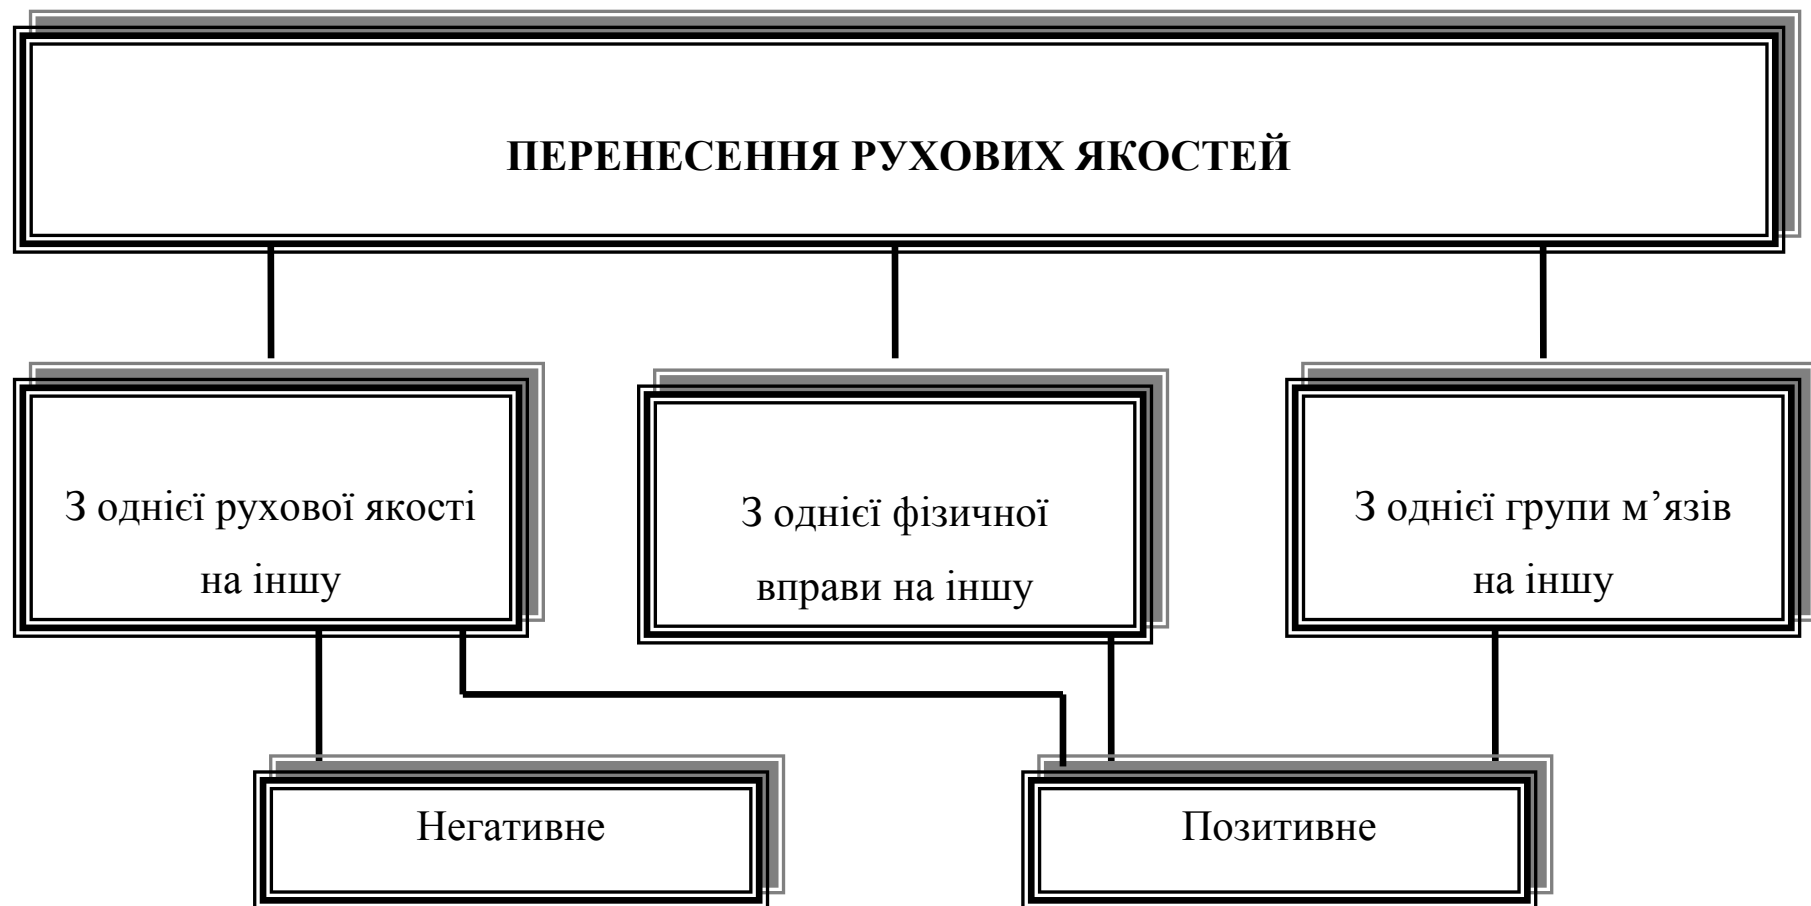 ПЕРЕНЕСЕННЯ РУХОВИХ ЯКОСТЕЙ
З однієї рухової якості
на іншу
З однієї фізичної
вправи на іншу
З однієї групи м’язів
на іншу
Негативне
Позитивне